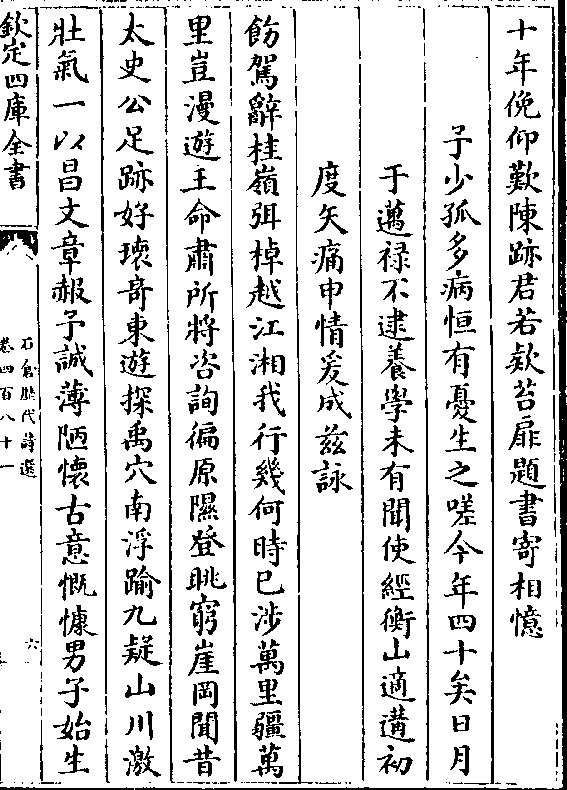 十年俛仰歎陳跡君若欵苔扉題書寄相憶
予少孤多病恒有憂生之嗟今年四十矣日月
于邁禄不逮養學未有聞使經衡山適遘初
度矢痛申情爰成兹詠
飭駕辭桂嶺弭棹越江湘我行幾何時已涉萬里疆萬
里豈漫遊王命肅所將咨詢徧原隰登眺窮崖岡聞昔
太史公足跡好瓌竒東遊探禹穴南浮踰九疑山川激
壯氣一以昌文章赧予誠薄陋懷古意慨慷男子始生
欽定四庫全書
石倉歴代詩選
卷四百八十一
六